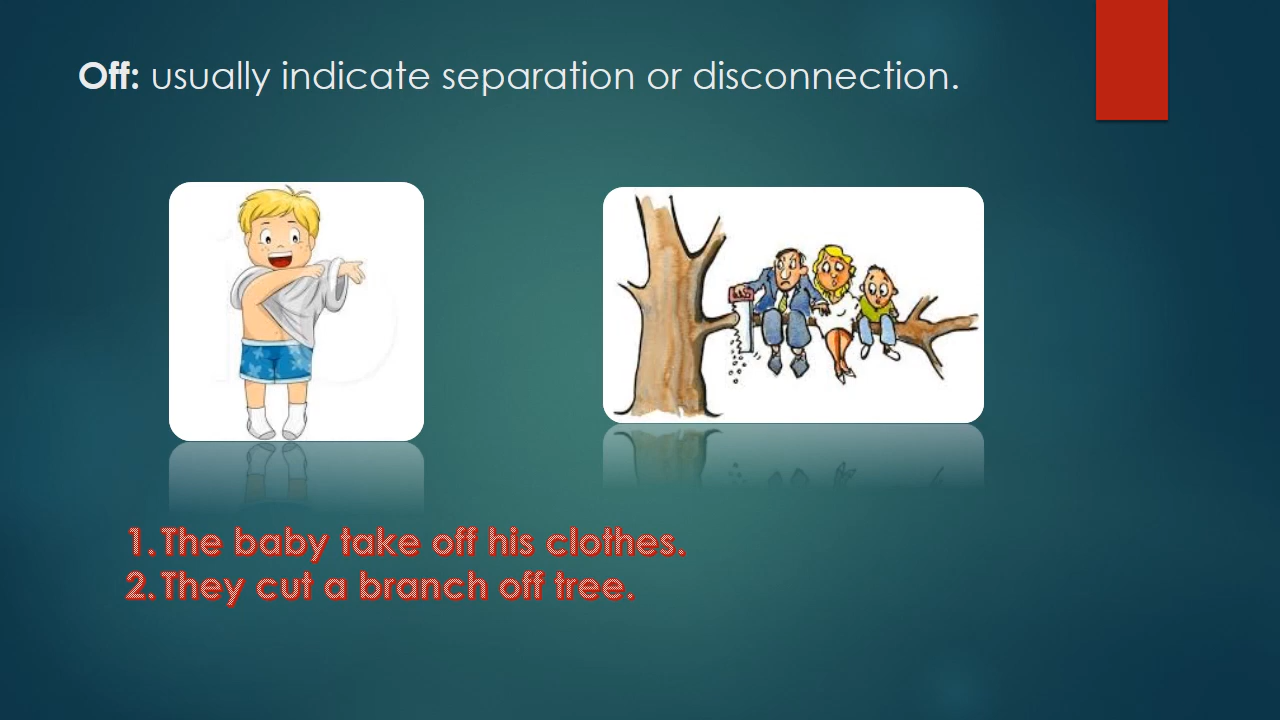 Off: usually indicate separation or disconnection.
1. The baby take off his clothes.
2. They cut a branch off tree.